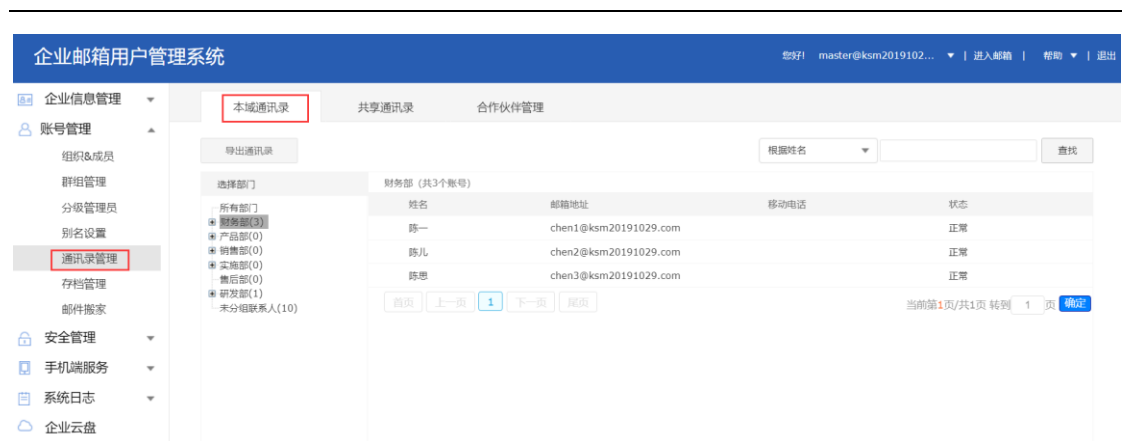 企业邮箱用户管理系统
您好! master@ksm2019102... ▼ | 进入邮箱 | 帮助 ▼ | 退出
企业信息管理
账号管理
组织&成员
群组管理
分级管理员
别名设置
通讯录管理
存档管理
邮件搬家
安全管理
手机端服务
系统日志
企业云盘
本域通讯录 共享通讯录 合作伙伴管理
导出通讯录 根据姓名 查找
选择部门
所有部门
财务部(3)
产品部(0)
销售部(0)
实施部(0)
售后部(0)
研发部(1)
未分组联系人(10)
财务部 (共3个账号)
姓名 邮箱地址 移动电话 状态
陈一 chen1@ksm20191029.com 正常
陈儿 chen2@ksm20191029.com 正常
陈思 chen3@ksm20191029.com 正常
首页 上一页 1 下一页 尾页 当前第1页/共1页 转到 1 页 确定